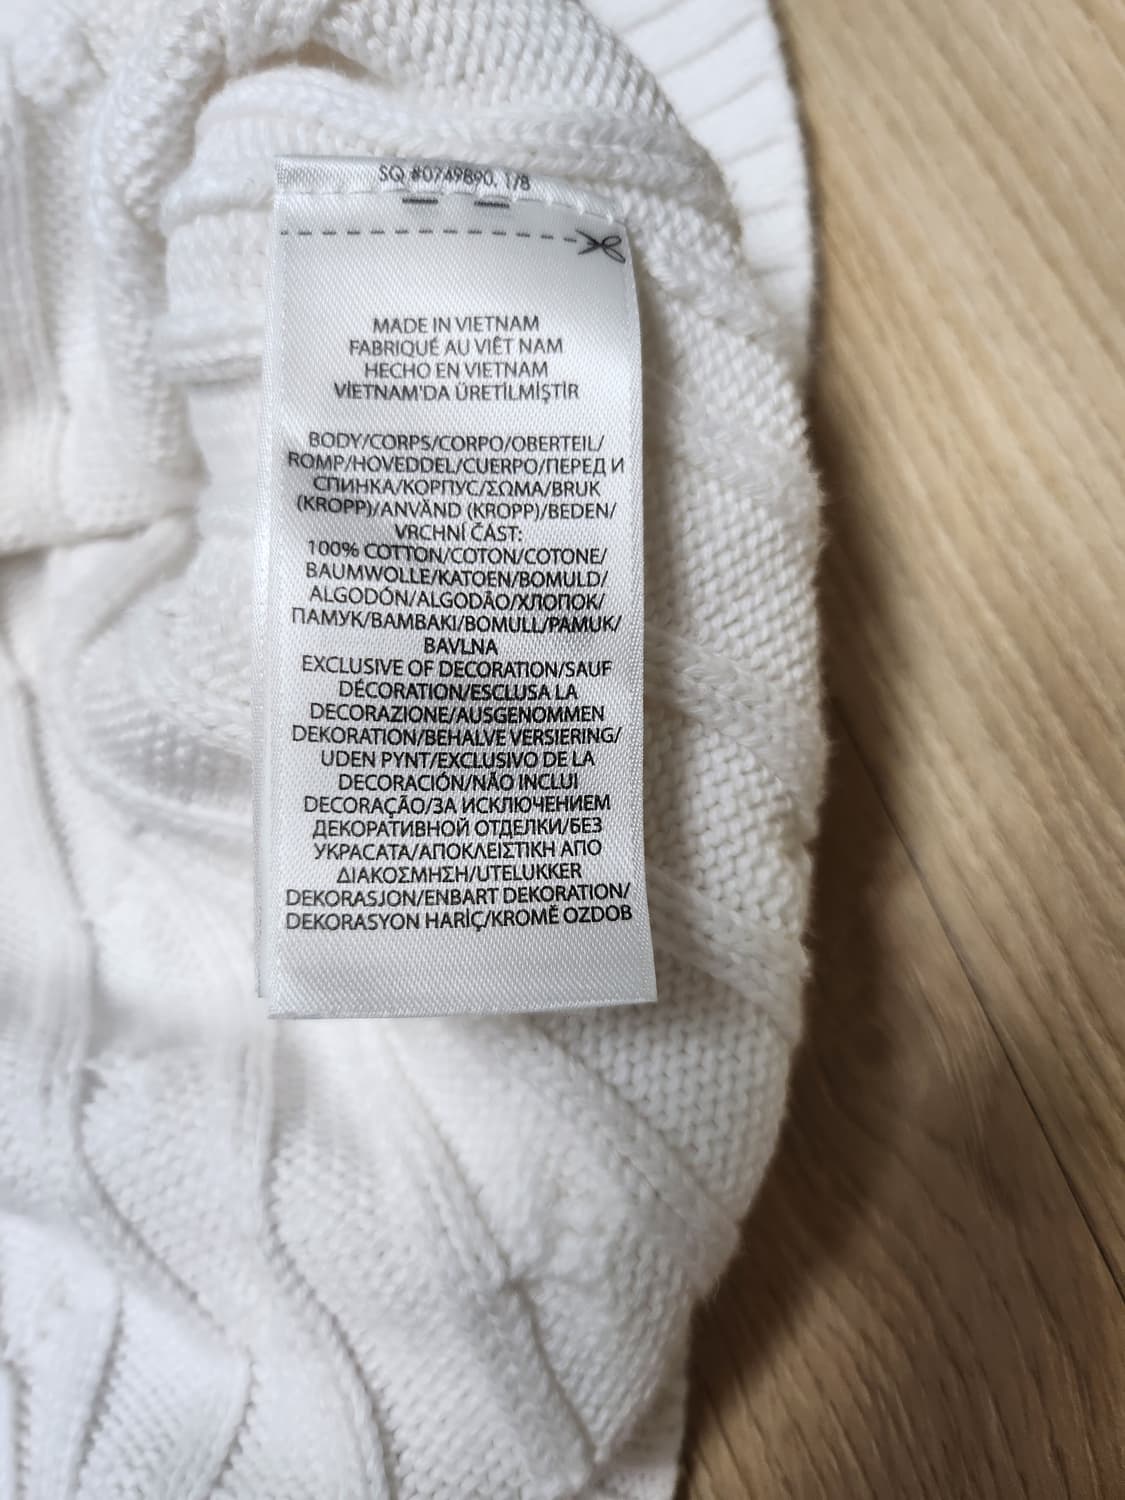 SQ #0749B90. 1/8
MADE IN VIETNAM
FABRIQUÉ AU VIÊT NAM
HECHO EN VIETNAM
VİETNAM'DA ÜRETİLMİŞTİR
BODY/CORPS/CORPO/OBERTEIL/
ROMP/HOVEDDEL/CUERPO/ПЕРЕД И
СПИНКА/КОРПУС/ΣΩΜΑ/BRUK
(KROPP)/ANVÄND (KROPP)/BEDEN/
VRCHNÍ ČÁST:
100% COTTON/COTON/COTONE/
BAUMWOLLE/KATOEN/BOMULD/
ALGODÓN/ALGODÃO/ХЛОПОК/
ПАМУК/ΒΑΜΒΑΚΙ/BOMULL/PAMUK/
BAVLNA
EXCLUSIVE OF DECORATION/SAUF
DÉCORATION/ESCLUSA LA
DECORAZIONE/AUSGENOMMEN
DEKORATION/BEHALVE VERSIERING/
UDEN PYNT/EXCLUSIVO DE LA
DECORACIÓN/NÃO INCLUI
DECORAÇÃO/ЗА ИСКЛЮЧЕНИЕМ
ДЕКОРАТИВНОЙ ОТДЕЛКИ/БЕЗ
УКРАСАТА/ΑΠΟΚΛΕΙΣΤΙΚΗ ΑΠΟ
ΔΙΑΚΟΣΜΗΣΗ/UTELUKKER
DEKORASJON/ENBART DEKORATION/
DEKORASYON HARİÇ/KROMĚ OZDOB